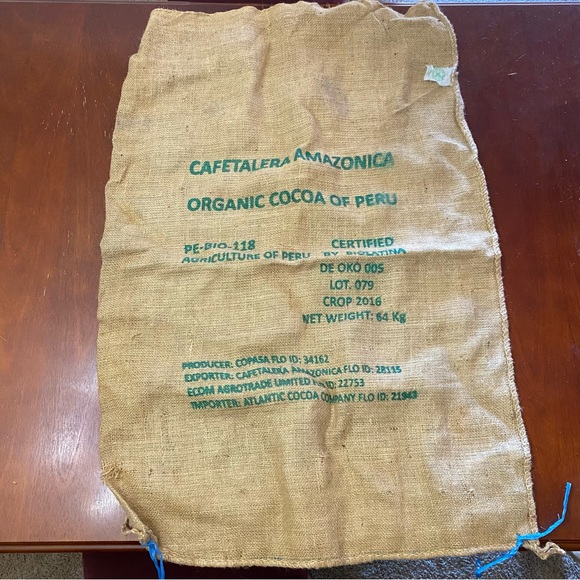 CAFETALERA AMAZONICA
ORGANIC COCOA OF PERU
PE-BIO-118 CERTIFIED
AGRICULTURE OF PERU BY BIOLATINA
DE OKO 005
LOT. 079
CROP 2016
NET WEIGHT: 64 Kg
PRODUCER: COPASA FLO ID: 34162
EXPORTER: CAFETALERA AMAZONICA FLO ID: 28115
ECOM AGROTRADE LIMITED FLO ID: 22753
IMPORTER: ATLANTIC COCOA COMPANY FLO ID: